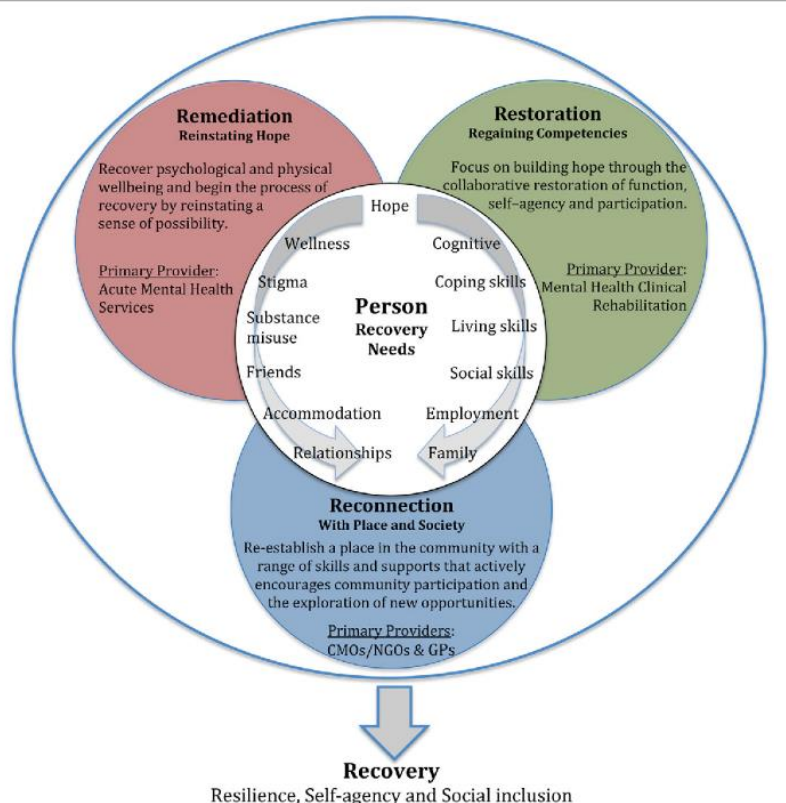 Remediation
Reinstating Hope
Recover psychological and physical
wellbeing and begin the process of
recovery by reinstating a
sense of possibility.
Primary Provider:
Acute Mental Health
Services
Restoration
Regaining Competencies
Focus on building hope through the
collaborative restoration of function,
self-agency and participation.
Primary Provider:
Mental Health Clinical
Rehabilitation
Hope
Wellness
Stigma
Substance
misuse
Friends
Accommodation
Relationships
Person
Recovery
Needs
Cognitive
Coping skills
Living skills
Social skills
Employment
Family
Reconnection
With Place and Society
Re-establish a place in the community with a
range of skills and supports that actively
encourages community participation and
the exploration of new opportunities.
Primary Providers:
CMOs/NGOs & GPs
Recovery
Resilience, Self-agency and Social inclusion